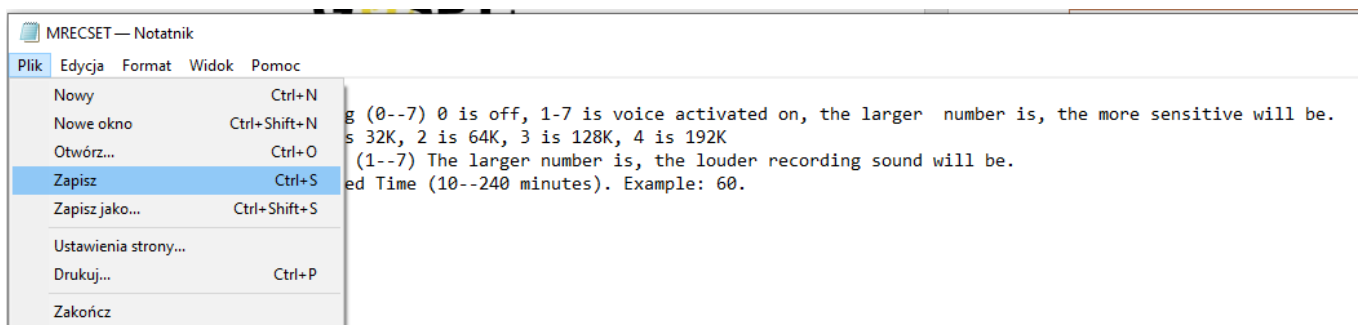 MRECSET — Notatnik
Plik Edycja Format Widok Pomoc
Nowy Ctrl+N
(0--7) 0 is off, 1-7 is voice activated on, the larger  number is, the more sensitive will be.
Nowe okno Ctrl+Shift+N
32K, 2 is 64K, 3 is 128K, 4 is 192K
Otwórz... Ctrl+O
(1--7) The larger number is, the louder recording sound will be.
Zapisz Ctrl+S
Time (10--240 minutes). Example: 60.
Zapisz jako... Ctrl+Shift+S
Ustawienia strony...
Drukuj... Ctrl+P
Zakończ